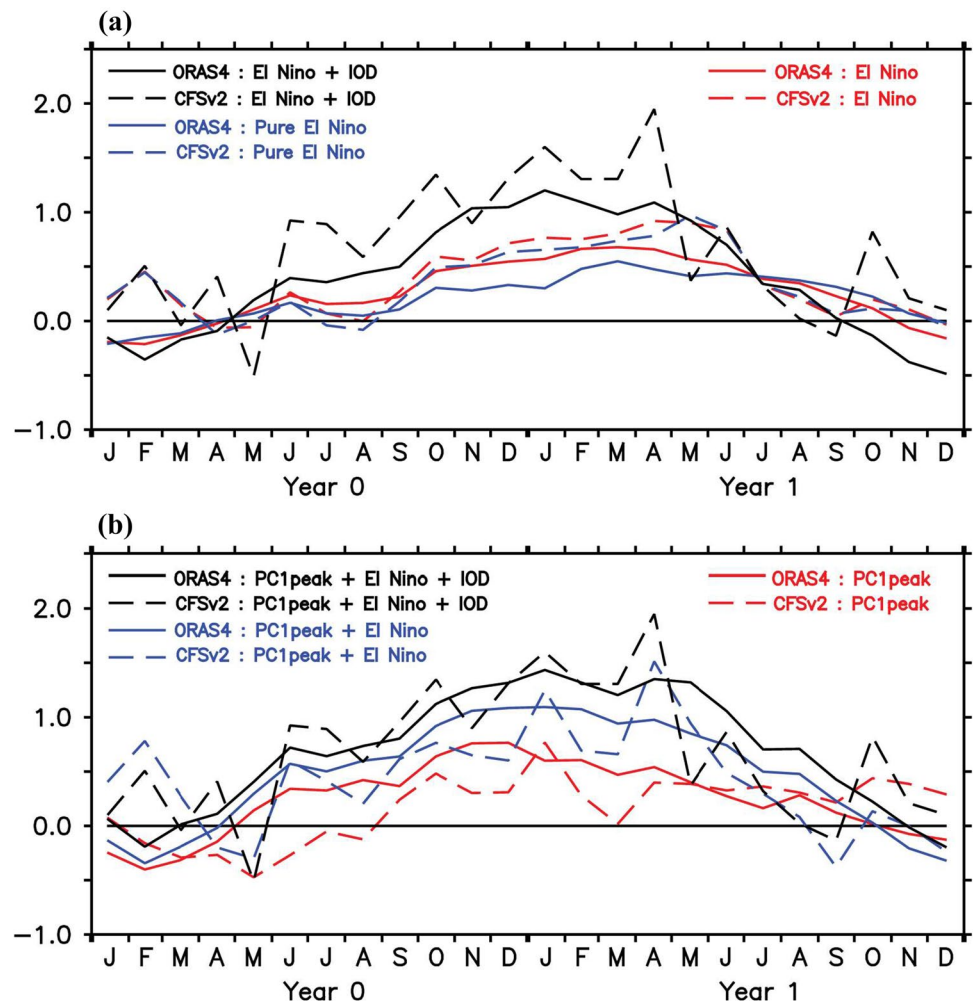 (a)
ORAS4 : El Nino + IOD
CFSv2 : El Nino + IOD
ORAS4 : Pure El Nino
CFSv2 : Pure El Nino
ORAS4 : El Nino
CFSv2 : El Nino
2.0
1.0
0.0
−1.0
J F M A M J J A S O N D J F M A M J J A S O N D
Year 0 Year 1
(b)
ORAS4 : PC1peak + El Nino + IOD
CFSv2 : PC1peak + El Nino + IOD
ORAS4 : PC1peak + El Nino
CFSv2 : PC1peak + El Nino
ORAS4 : PC1peak
CFSv2 : PC1peak
2.0
1.0
0.0
−1.0
J F M A M J J A S O N D J F M A M J J A S O N D
Year 0 Year 1